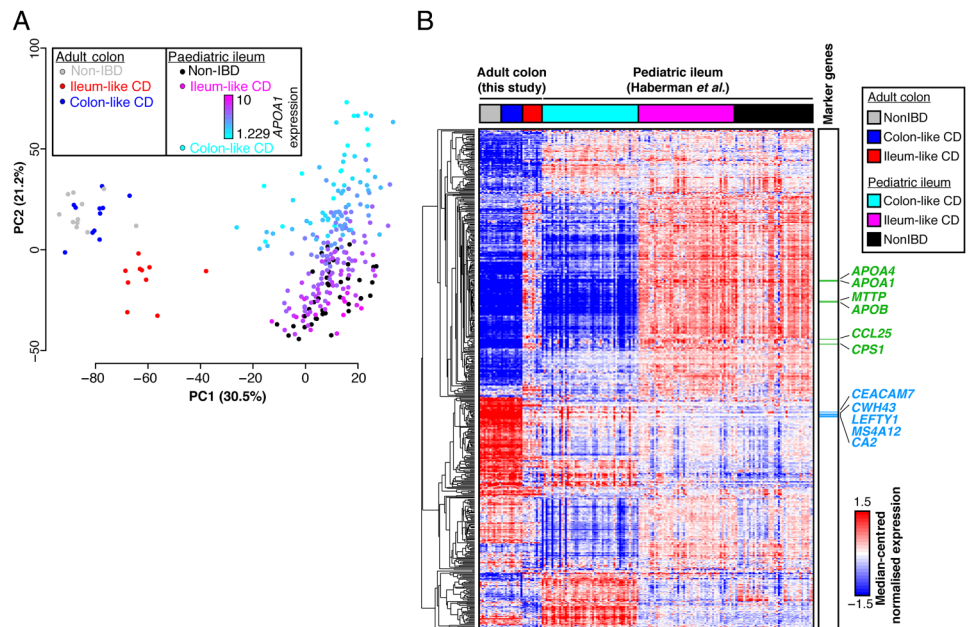 A
Adult colon
Non-IBD
Ileum-like CD
Colon-like CD
Paediatric ileum
Non-IBD
Ileum-like CD
10
1.229
APOA1
expression
Colon-like CD
100
50
0
−50
PC2 (21.2%)
−80
−60
−40
−20
0
20
PC1 (30.5%)
B
Adult colon
(this study)
Pediatric ileum
(Haberman et al.)
Marker genes
Adult colon
NonIBD
Colon-like CD
Ileum-like CD
Pediatric ileum
Colon-like CD
Ileum-like CD
NonIBD
APOA4
APOA1
MTTP
APOB
CCL25
CPS1
CEACAM7
CWH43
LEFTY1
MS4A12
CA2
1.5
−1.5
Median-centred
normalised expression